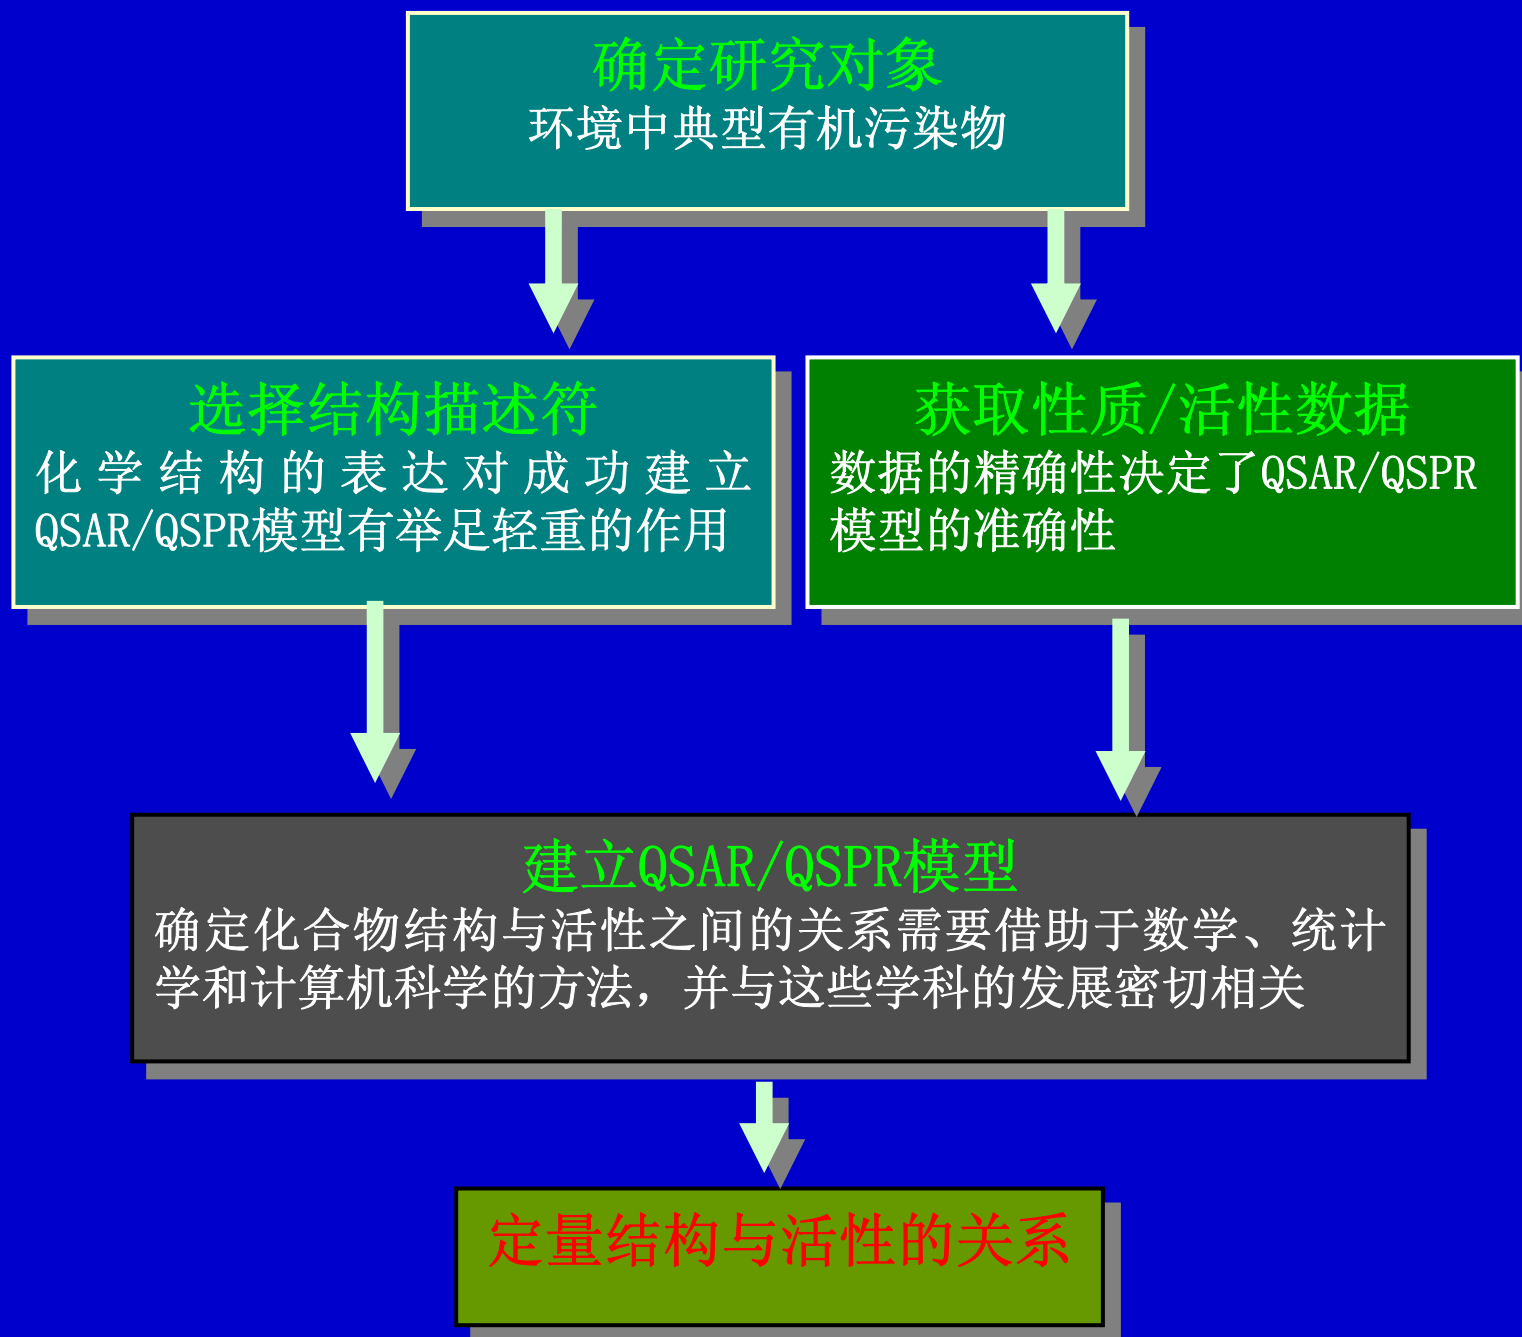 确定研究对象
环境中典型有机污染物
选择结构描述符
化学结构的表达对成功建立
QSAR/QSPR模型有举足轻重的作用
获取性质/活性数据
数据的精确性决定了QSAR/QSPR
模型的准确性
建立QSAR/QSPR模型
确定化合物结构与活性之间的关系需要借助于数学、统计
学和计算机科学的方法，并与这些学科的发展密切相关
定量结构与活性的关系